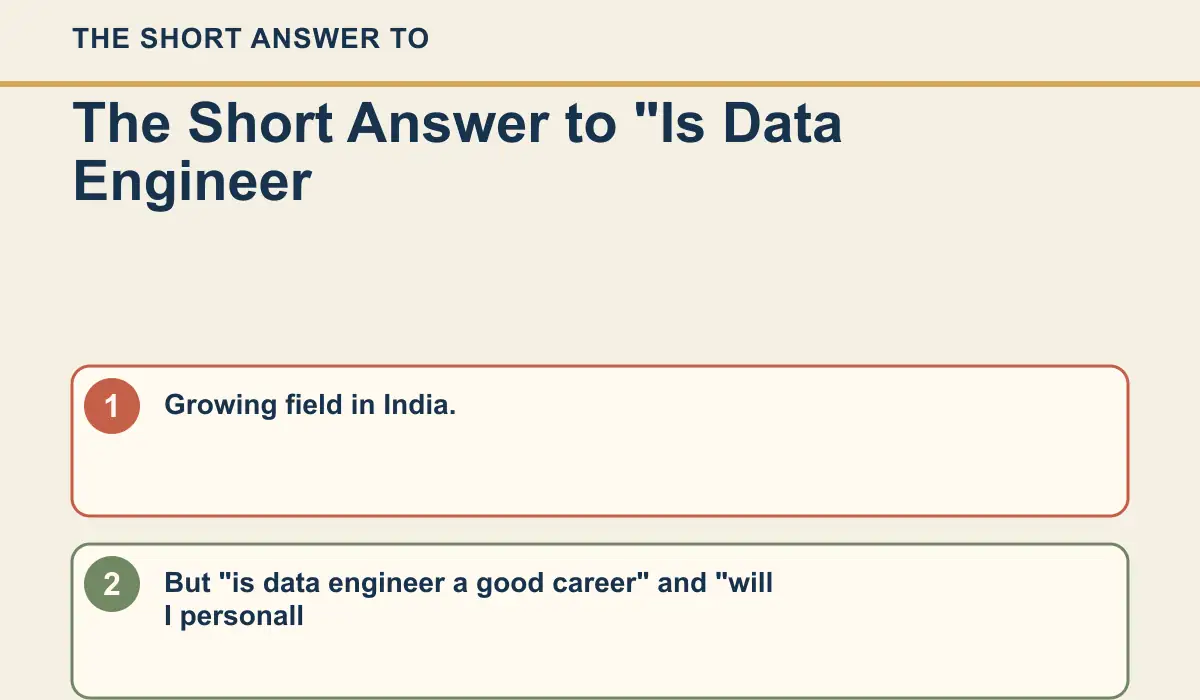 THE SHORT ANSWER TO
The Short Answer to "Is Data
Engineer
1
Growing field in India.
2
But "is data engineer a good career" and "will
I personall